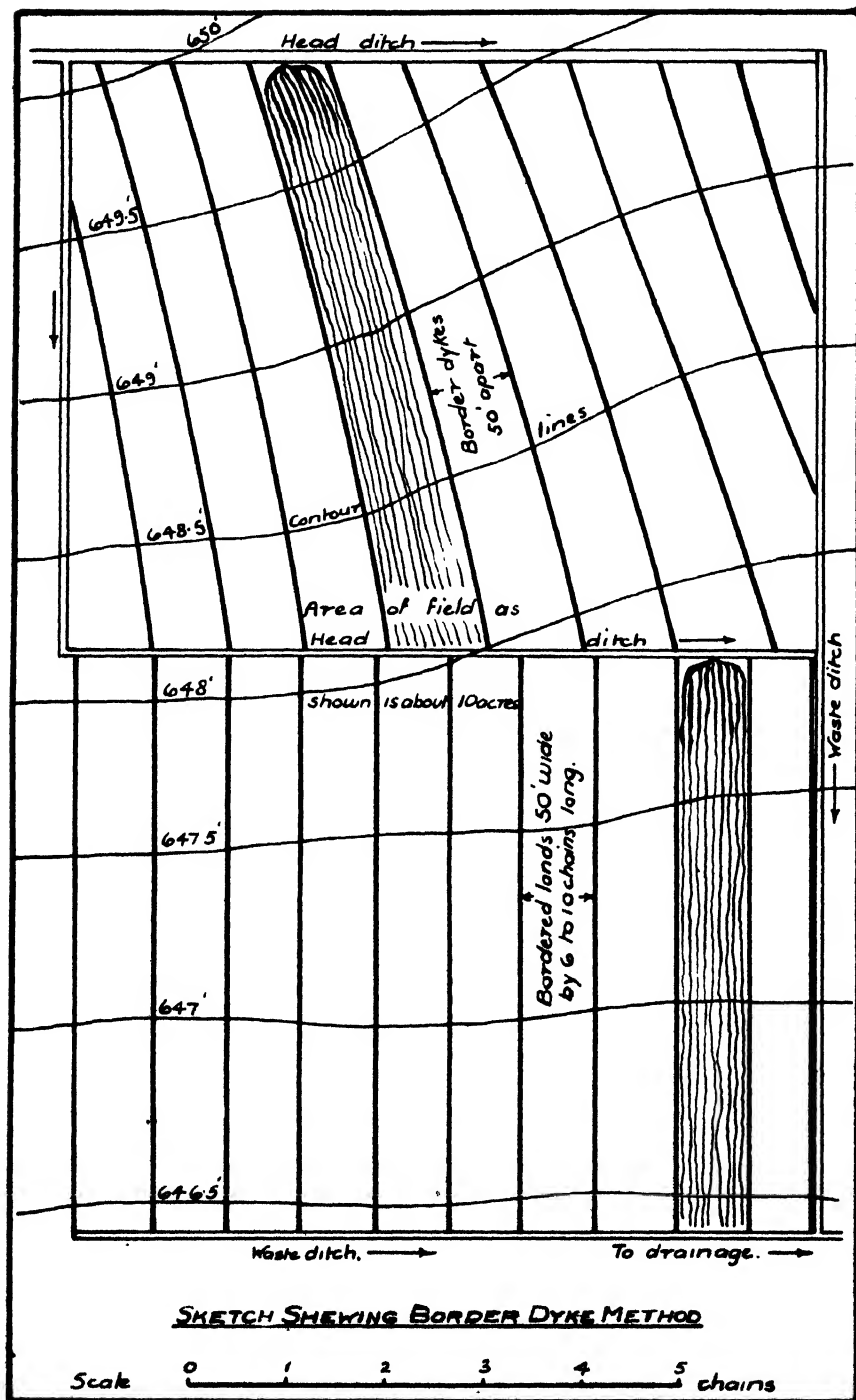 650'
Head ditch
649·5'
649'
Border dykes
50' apart
lines
Contour
648·5'
Area of field as
Head ditch
648'
shown is about 10 acres
Waste ditch
Bordered lands 50' wide
by 6 to 10 chains long.
647 5'
647'
646·5'
Waste ditch.
To drainage.
SKETCH SHEWING BORDER DYKE METHOD
Scale 0 1 2 3 4 5 chains